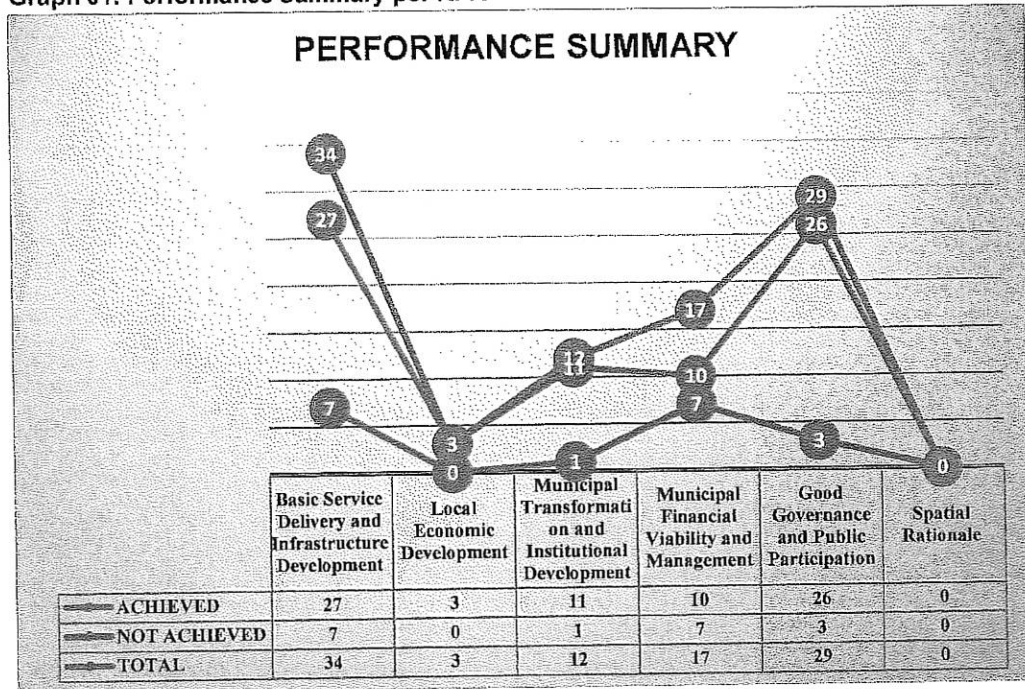 PERFORMANCE SUMMARY
34
27
7
3
0
12
11
1
17
10
7
29
26
3
0
Basic Service
Delivery and
Infrastructure
Development
Local
Economic
Development
Municipal
Transformati
on and
Institutional
Development
Municipal
Financial
Viability and
Management
Good
Governance
and Public
Participation
Spatial
Rationale
ACHIEVED 27 3 11 10 26 0
NOT ACHIEVED 7 0 1 7 3 0
TOTAL 34 3 12 17 29 0